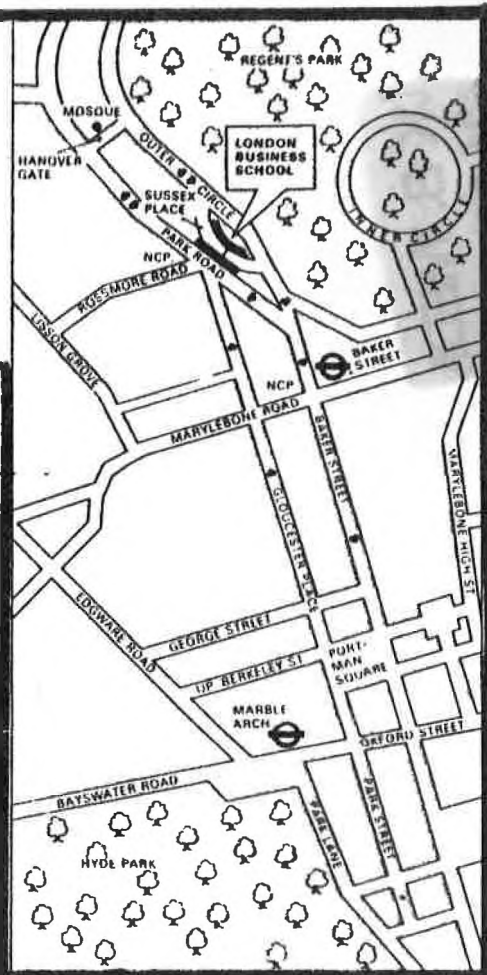 REGENT'S PARK
MOSQUE
HANOVER
GATE
OUTER CIRCLE
LONDON
BUSINESS
SCHOOL
SUSSEX
PLACE
INNER CIRCLE
PARK ROAD
NCP
ROSSMORE ROAD
LISSON GROVE
BAKER
STREET
NCP
MARYLEBONE ROAD
BAKER STREET
MARYLEBONE HIGH ST
GLOUCESTER PLACE
EDGWARE ROAD
GEORGE STREET
UP. BERKELEY ST
PORT-
MAN
SQUARE
MARBLE
ARCH
OXFORD STREET
BAYSWATER ROAD
PARK LANE
PARK STREET
HYDE PARK